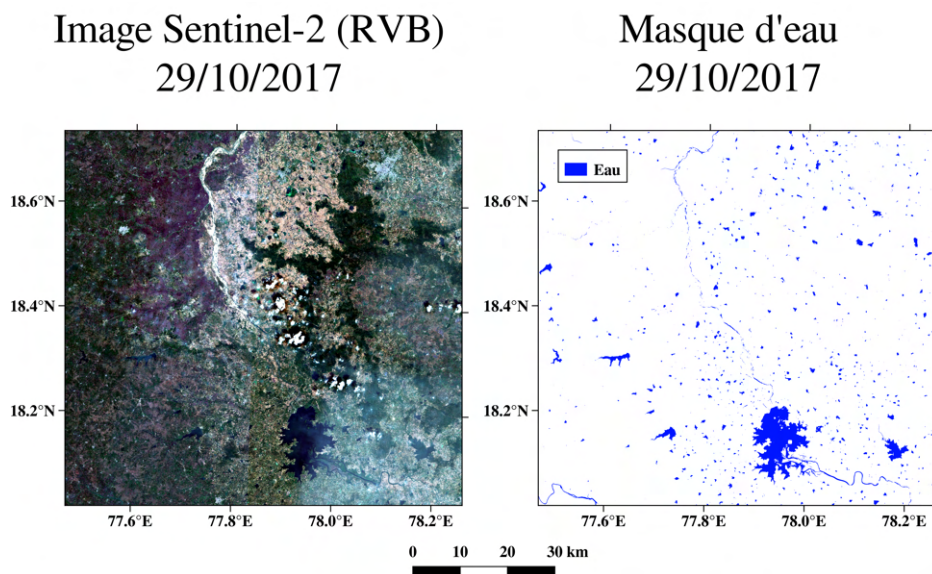 Image Sentinel-2 (RVB)
29/10/2017
Masque d'eau
29/10/2017
Eau
18.6°N
18.4°N
18.2°N
77.6°E 77.8°E 78.0°E 78.2°E
18.6°N
18.4°N
18.2°N
77.6°E 77.8°E 78.0°E 78.2°E
0 10 20 30 km